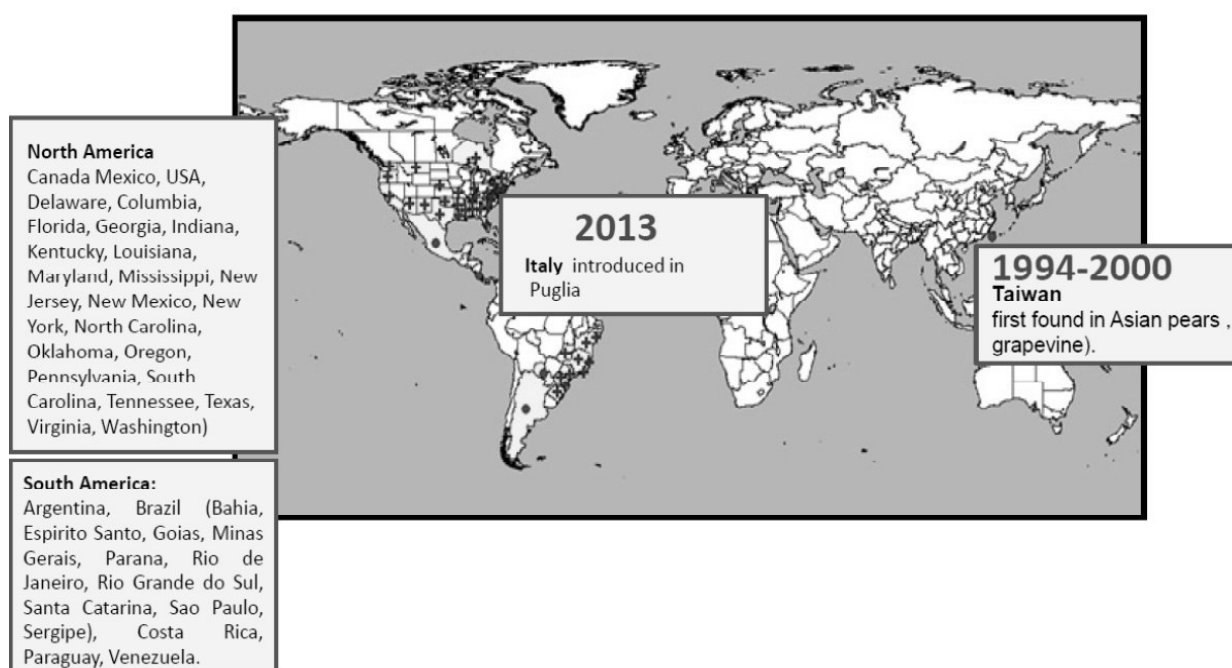 North America
Canada Mexico, USA,
Delaware, Columbia,
Florida, Georgia, Indiana,
Kentucky, Louisiana,
Maryland, Mississippi, New
Jersey, New Mexico, New
York, North Carolina,
Oklahoma, Oregon,
Pennsylvania, South
Carolina, Tennessee, Texas,
Virginia, Washington)
South America:
Argentina, Brazil (Bahia,
Espirito Santo, Goias, Minas
Gerais, Parana, Rio de
Janeiro, Rio Grande do Sul,
Santa Catarina, Sao Paulo,
Sergipe), Costa Rica,
Paraguay, Venezuela.
2013
Italy introduced in
Puglia
1994-2000
Taiwan
first found in Asian pears ,
grapevine).